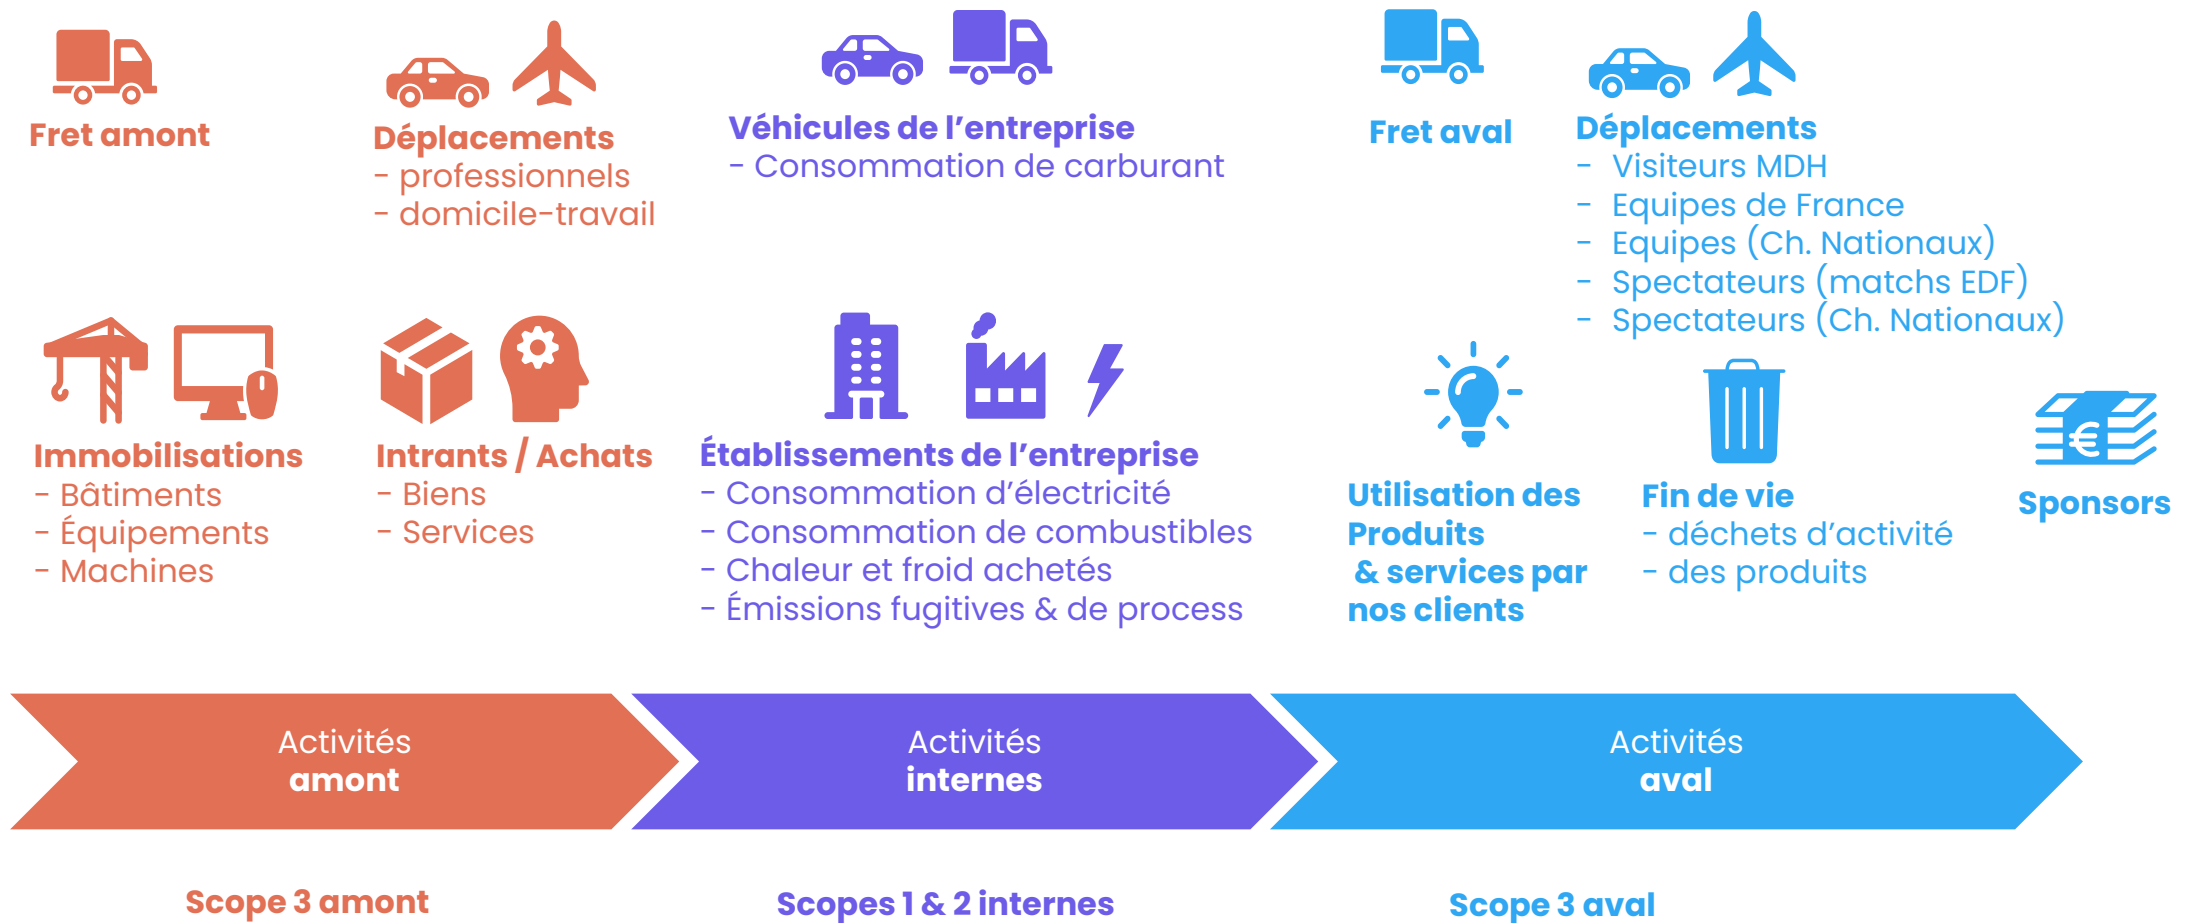 Fret amont
Déplacements
- professionnels
- domicile-travail
Immobilisations
- Bâtiments
- Équipements
- Machines
Intrants / Achats
- Biens
- Services
Véhicules de l’entreprise
- Consommation de carburant
Établissements de l’entreprise
- Consommation d’électricité
- Consommation de combustibles
- Chaleur et froid achetés
- Émissions fugitives & de process
Fret aval
Déplacements
- Visiteurs MDH
- Equipes de France
- Equipes (Ch. Nationaux)
- Spectateurs (matchs EDF)
- Spectateurs (Ch. Nationaux)
Utilisation des
Produits
& services par
nos clients
Fin de vie
- déchets d’activité
- des produits
€
Sponsors
Activités
amont
Activités
internes
Activités
aval
Scope 3 amont
Scopes 1 & 2 internes
Scope 3 aval